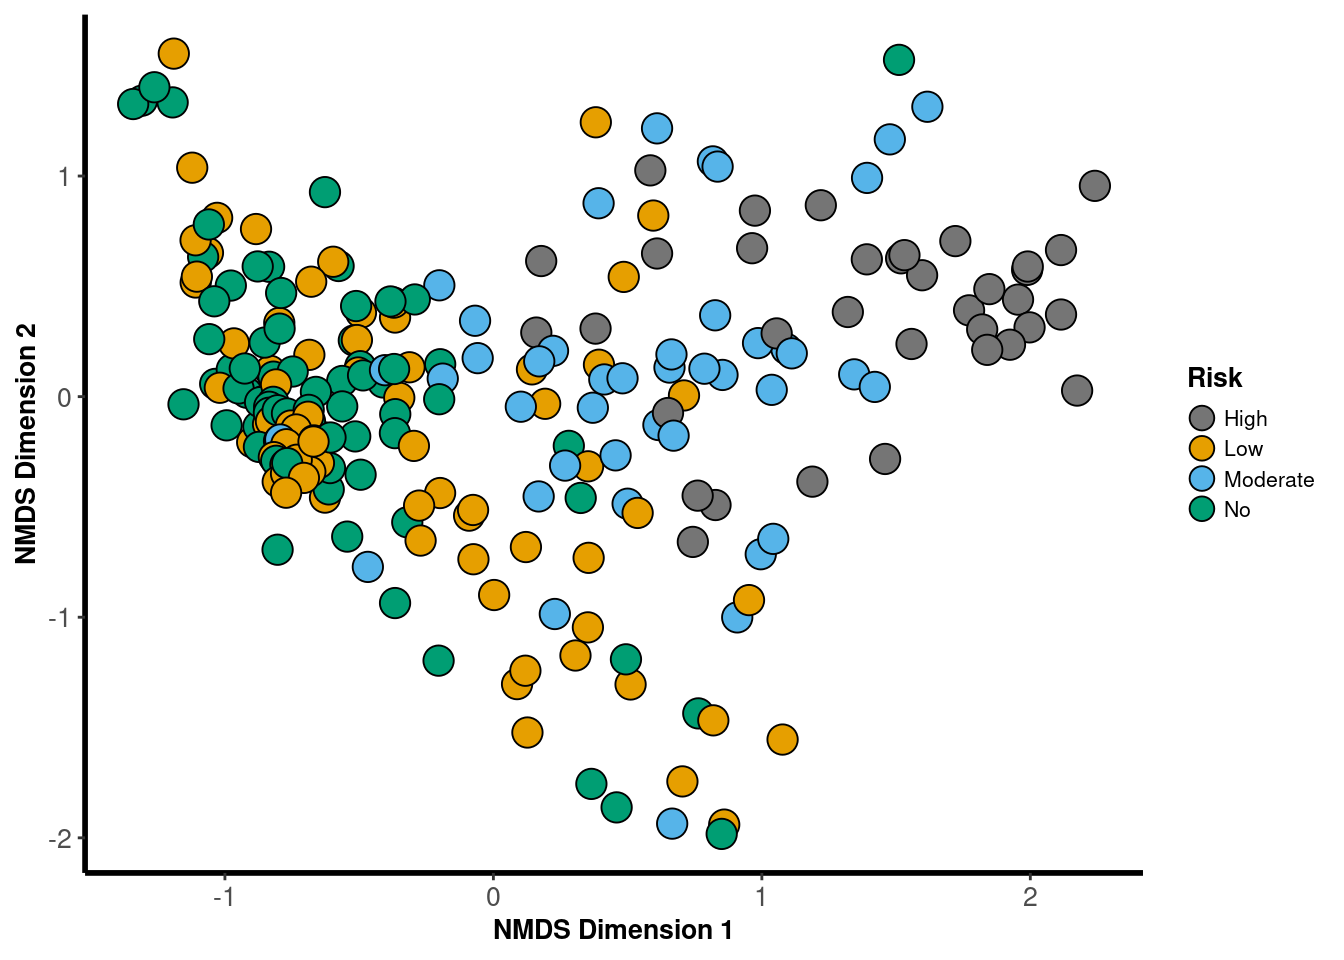 NMDS Dimension 2
1
0
-1
-2
-1
0
1
2
NMDS Dimension 1
Risk
High
Low
Moderate
No